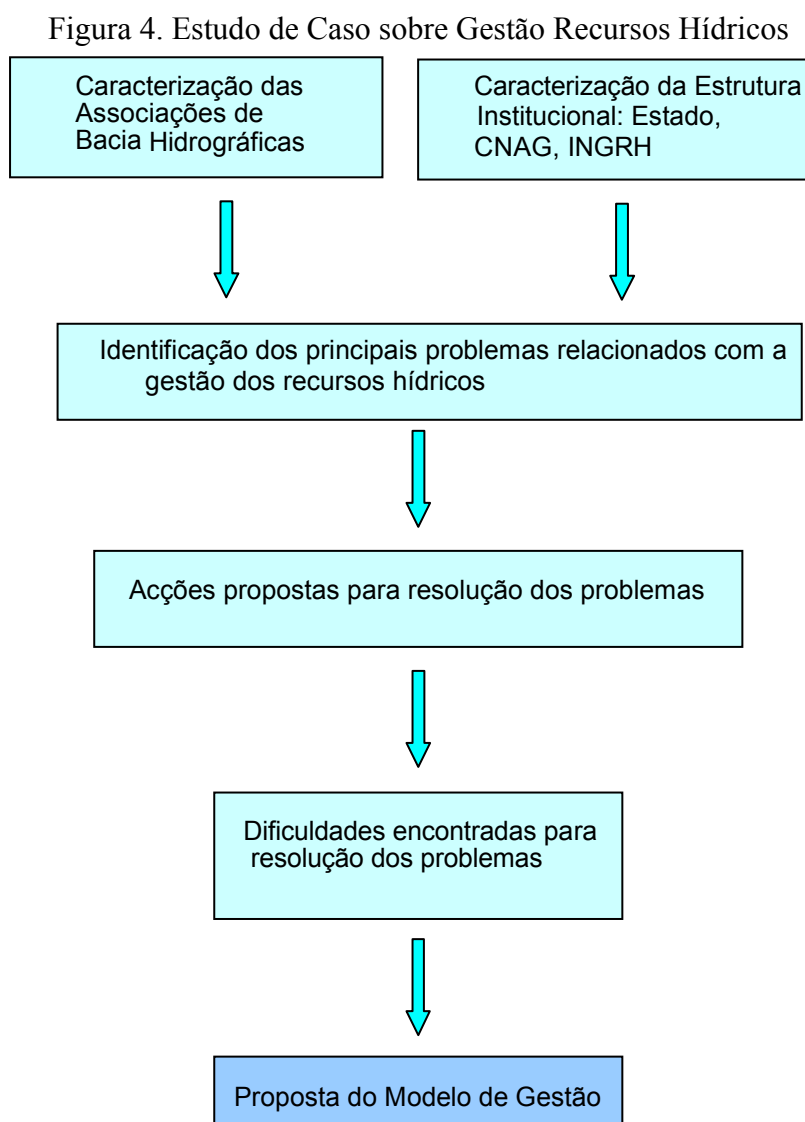 Figura 4. Estudo de Caso sobre Gestão Recursos Hídricos
Caracterização das
Associações de
Bacia Hidrográficas
Caracterização da Estrutura
Institucional: Estado,
CNAG, INGRH
Identificação dos principais problemas relacionados com a
gestão dos recursos hídricos
Acções propostas para resolução dos problemas
Dificuldades encontradas para
resolução dos problemas
Proposta do Modelo de Gestão